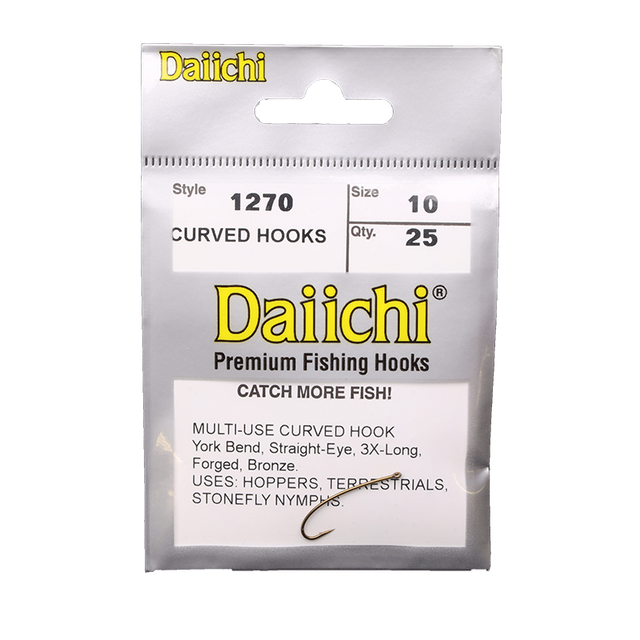 Daiichi
Style 1270
CURVED HOOKS
Size 10
Qty. 25
Daiichi®
Premium Fishing Hooks
CATCH MORE FISH!
MULTI-USE CURVED HOOK
York Bend, Straight-Eye, 3X-Long,
Forged, Bronze.
USES: HOPPERS, TERRESTRIALS,
STONEFLY NYMPHS.